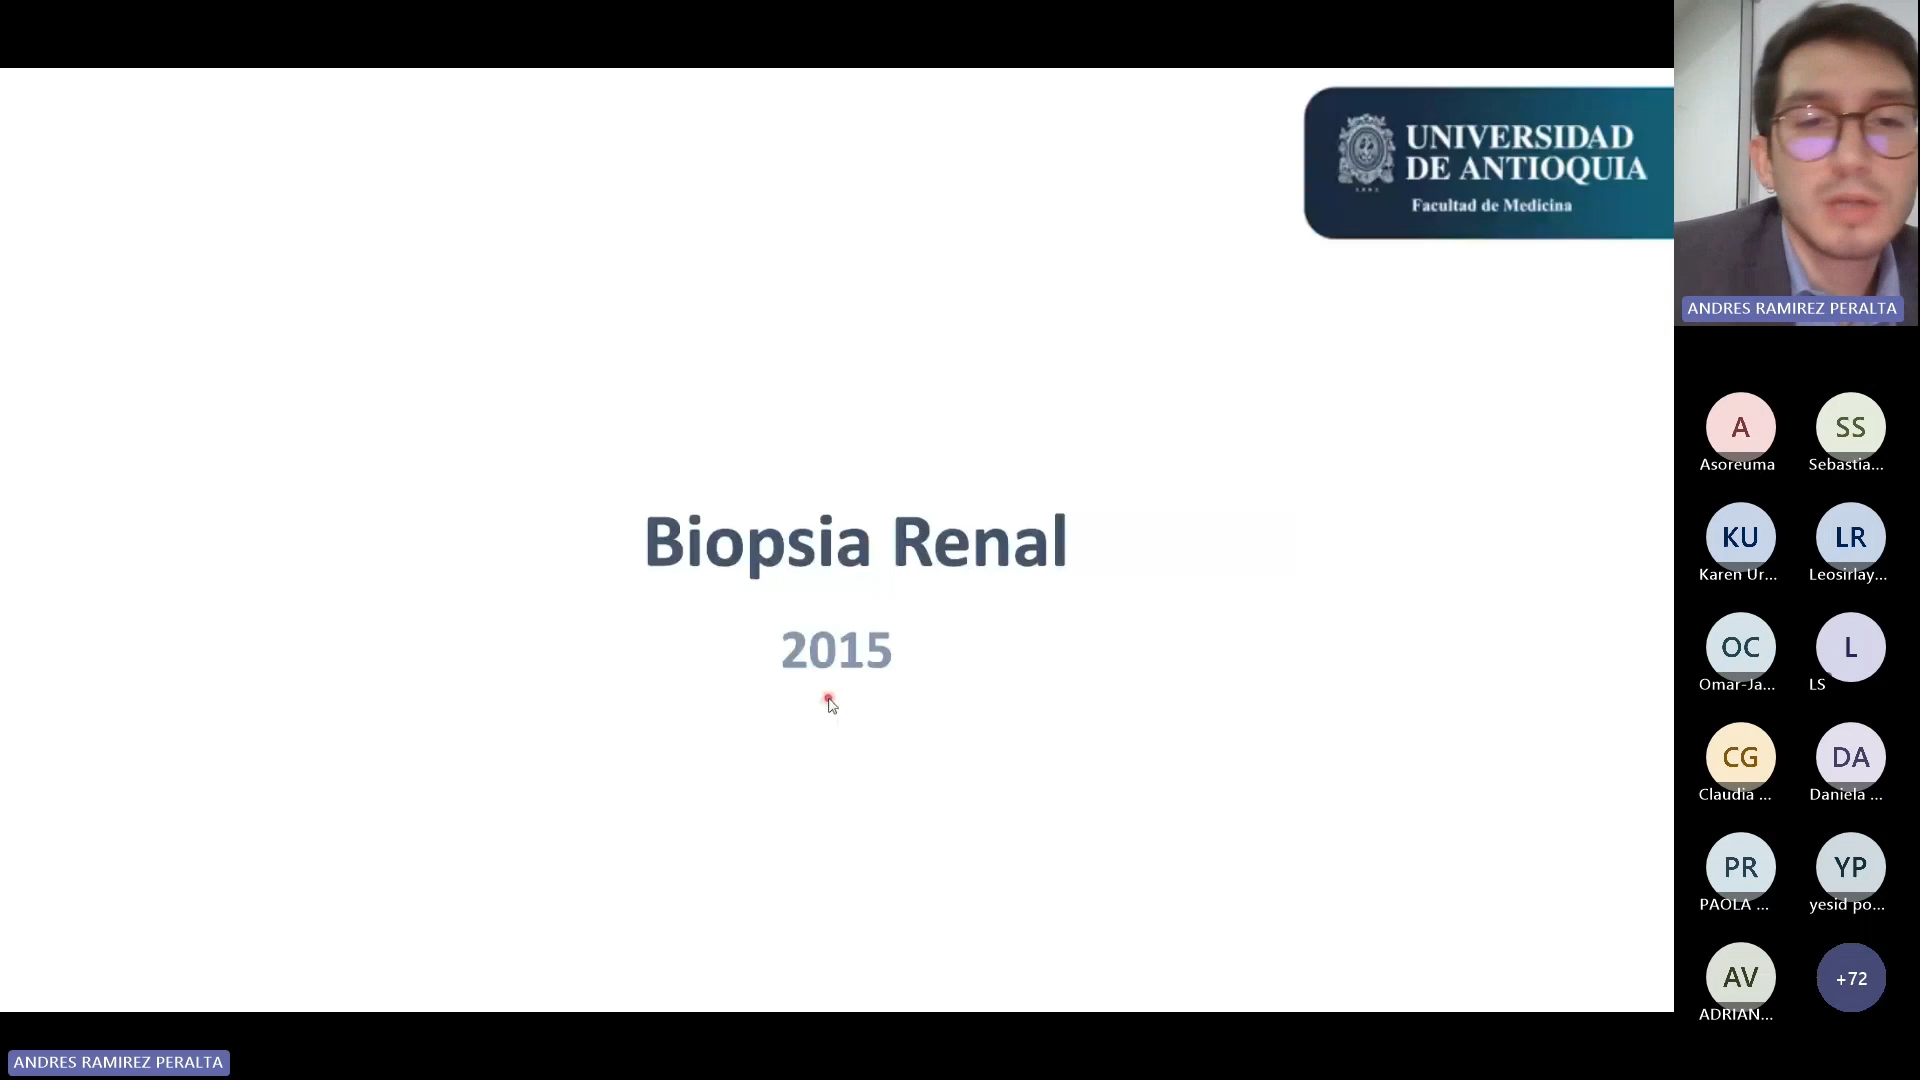 UNIVERSIDAD
DE ANTIOQUIA
1803
Facultad de Medicina
Biopsia Renal
2015
ANDRES RAMIREZ PERALTA
A
Asoreuma
SS
Sebastia...
KU
Karen Ur...
LR
Leosirlay...
OC
Omar-Ja...
L
LS
CG
Claudia ...
DA
Daniela ...
PR
PAOLA ...
YP
yesid po...
AV
ADRIAN...
+72
ANDRES RAMIREZ PERALTA